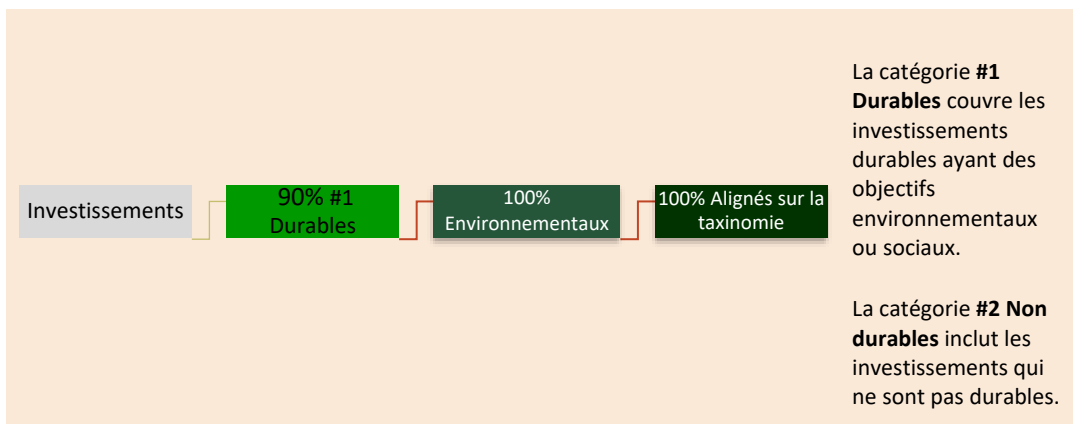 Investissements
90% #1
Durables
100%
Environnementaux
100% Alignés sur la
taxinomie
La catégorie #1
Durables couvre les
investissements
durables ayant des
objectifs
environnementaux
ou sociaux.
La catégorie #2 Non
durables inclut les
investissements qui
ne sont pas durables.